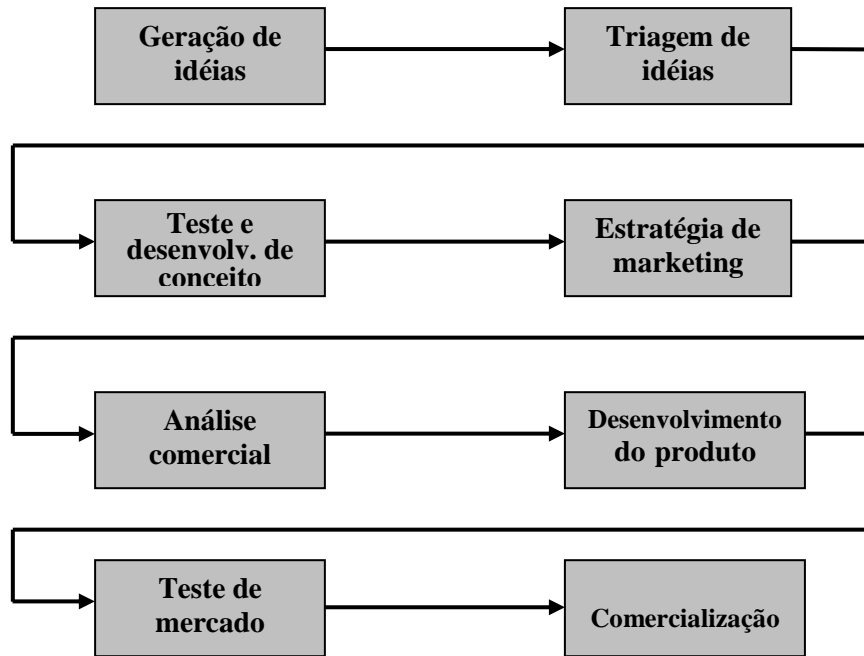 Geração de
idéias
Triagem de
idéias
Teste e
desenvolv. de
conceito
Estratégia de
marketing
Análise
comercial
Desenvolvimento
do produto
Teste de
mercado
Comercialização